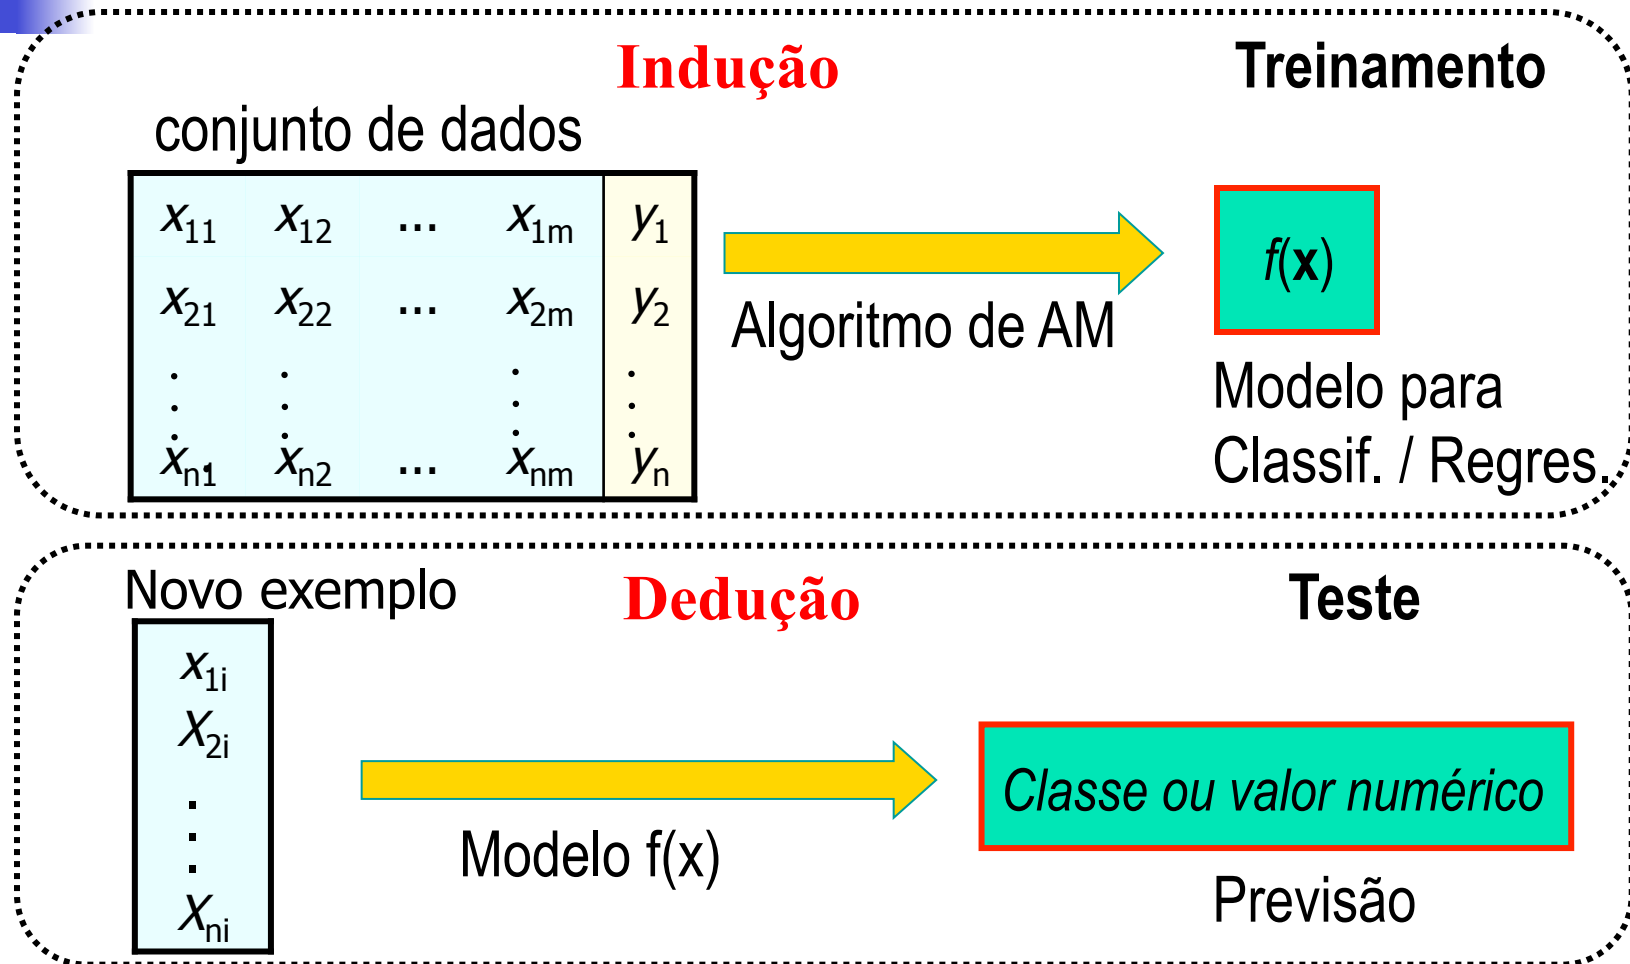 Indução
Treinamento
conjunto de dados
x11 x12 ... x1m y1
x21 x22 ... x2m y2
. . . .
. . . .
. . . .
xn1 xn2 ... xnm yn
Algoritmo de AM
f(x)
Modelo para
Classif. / Regres.
Novo exemplo
Dedução
Teste
x1i
X2i
.
.
.
Xni
Modelo f(x)
Classe ou valor numérico
Previsão